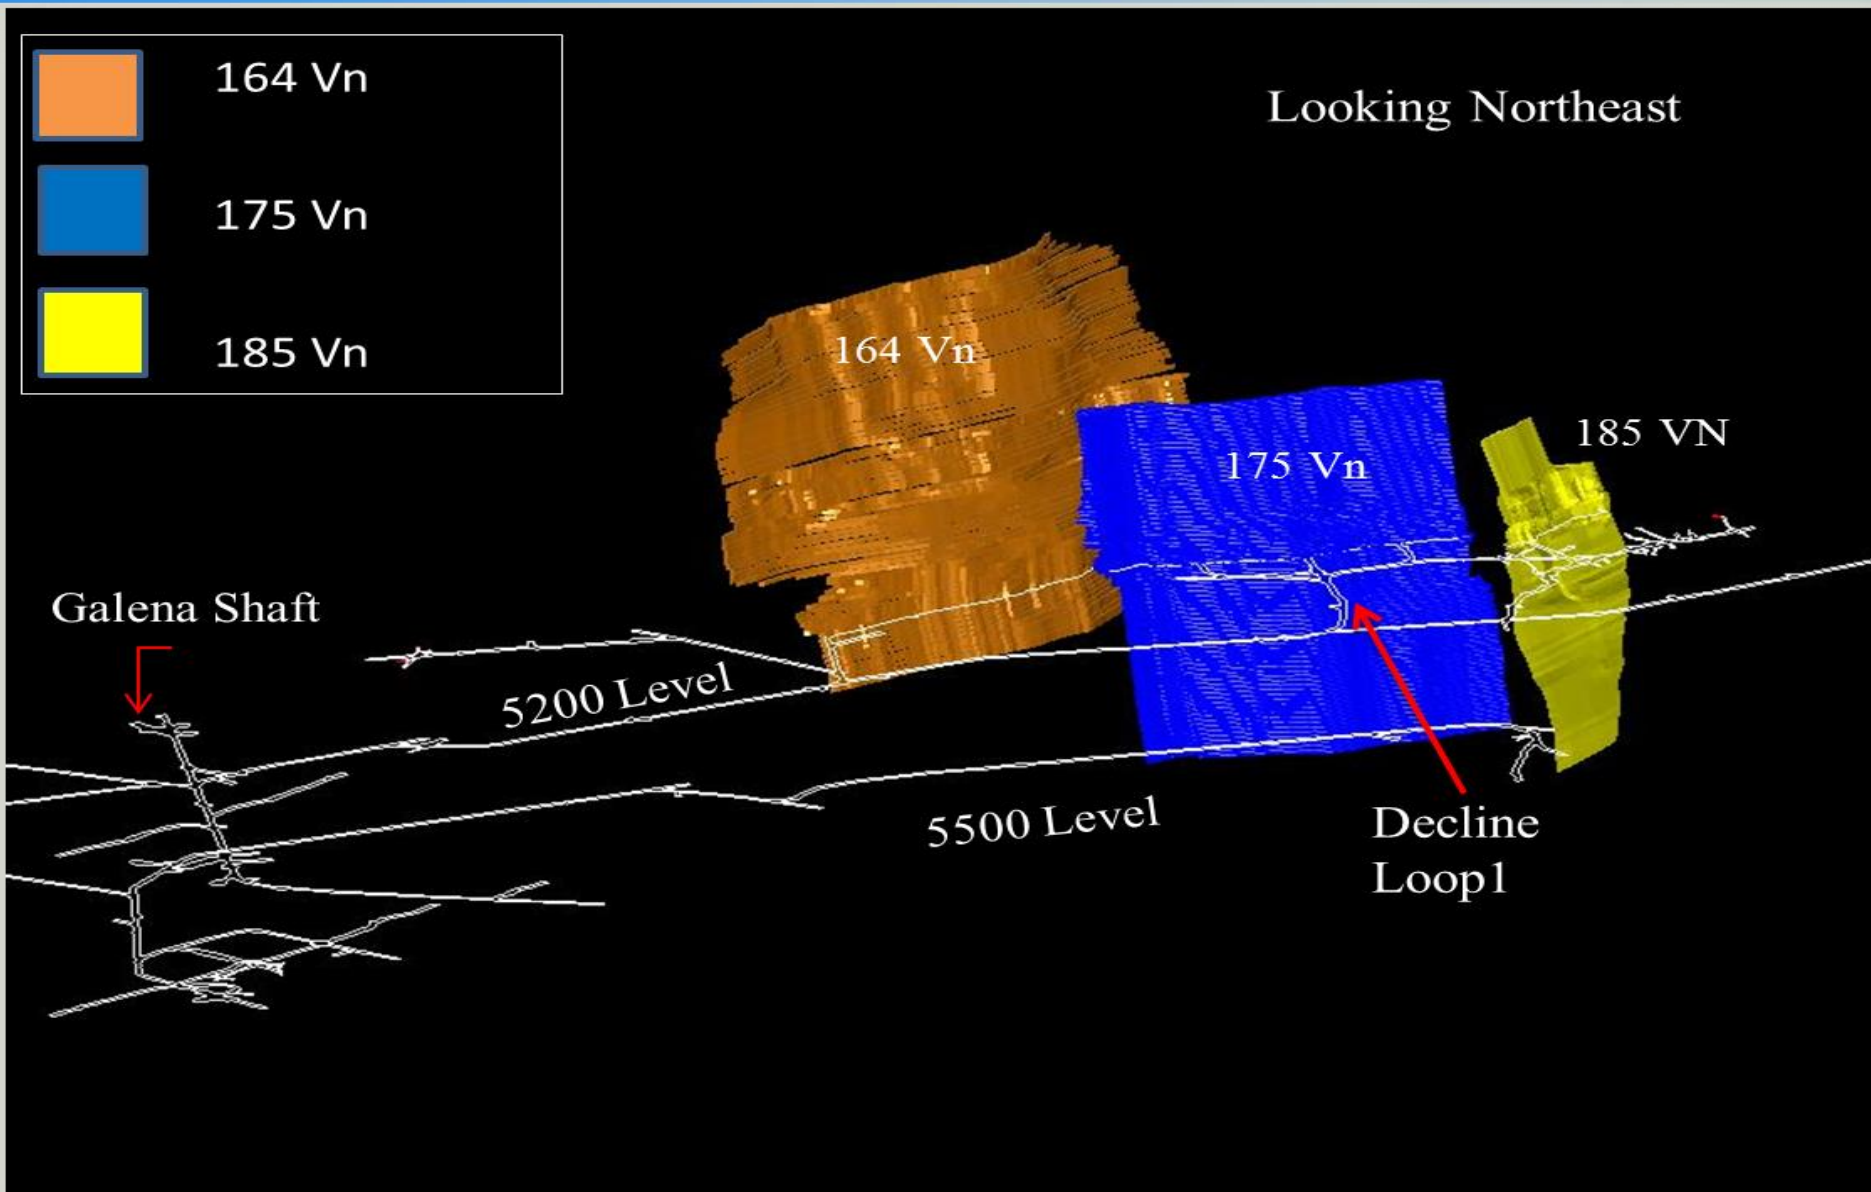 164 Vn
175 Vn
185 Vn
Looking Northeast
164 Vn
185 VN
175 Vn
Galena Shaft
5200 Level
5500 Level
Decline
Loop1